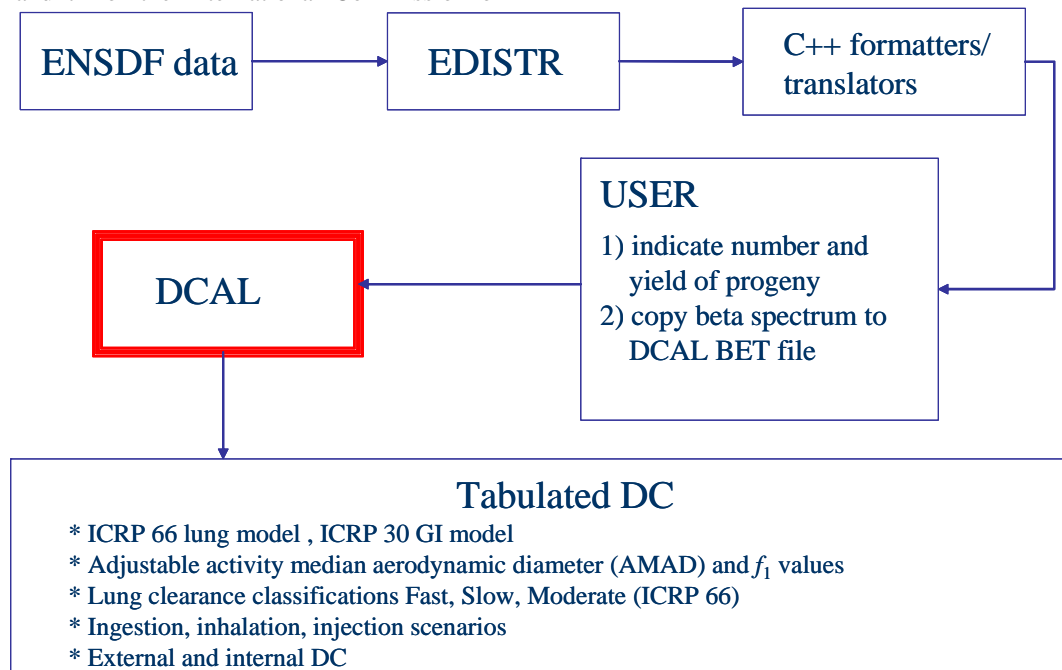 ENSDF data
EDISTR
C++ formatters/
translators
USER
1) indicate number and
yield of progeny
2) copy beta spectrum to
DCAL BET file
DCAL
Tabulated DC
* ICRP 66 lung model , ICRP 30 GI model
* Adjustable activity median aerodynamic diameter (AMAD) and f₁ values
* Lung clearance classifications Fast, Slow, Moderate (ICRP 66)
* Ingestion, inhalation, injection scenarios
* External and internal DC